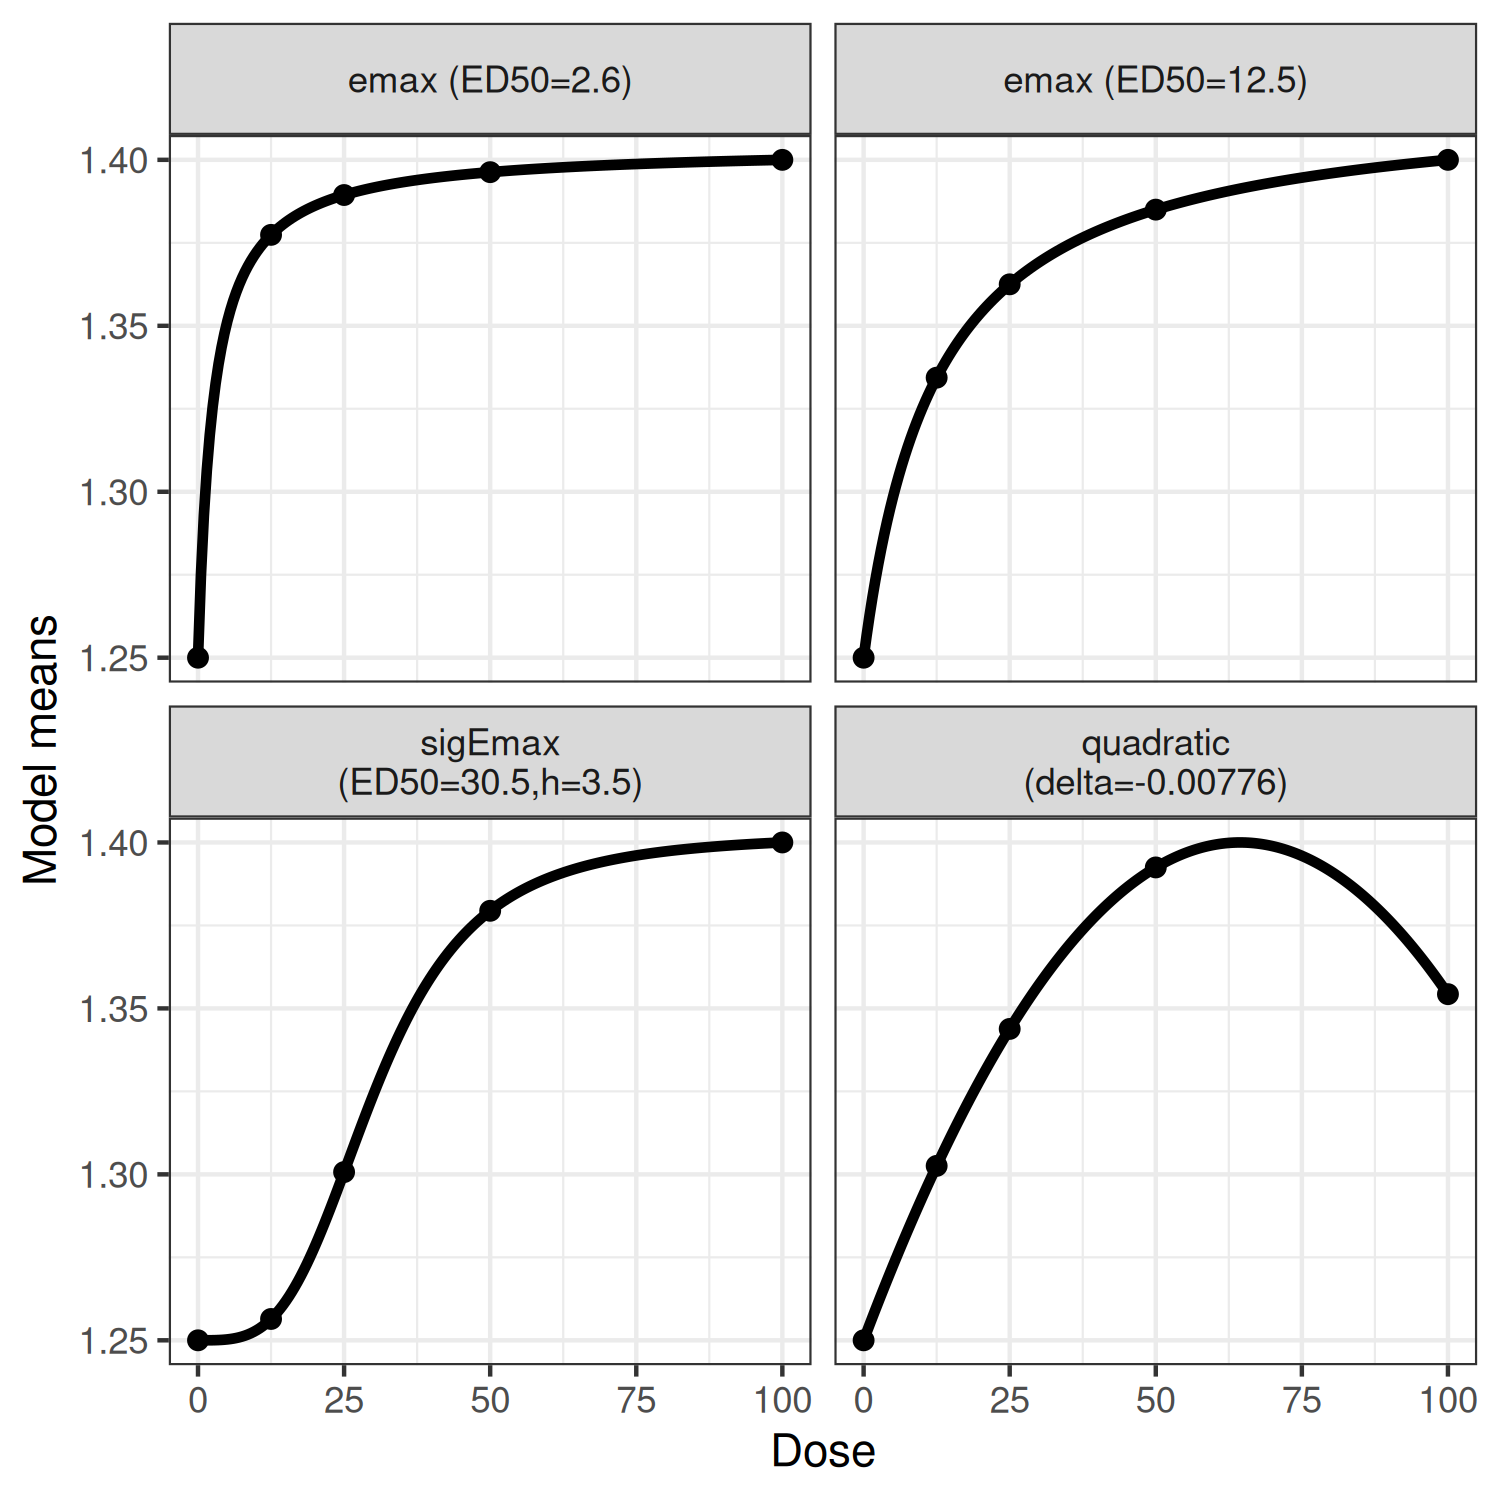 emax (ED50=2.6)
emax (ED50=12.5)
1.40
1.35
1.30
1.25
sigEmax
(ED50=30.5,h=3.5)
quadratic
(delta=-0.00776)
1.40
1.35
1.30
1.25
0 25 50 75 100
0 25 50 75 100
Model means
Dose